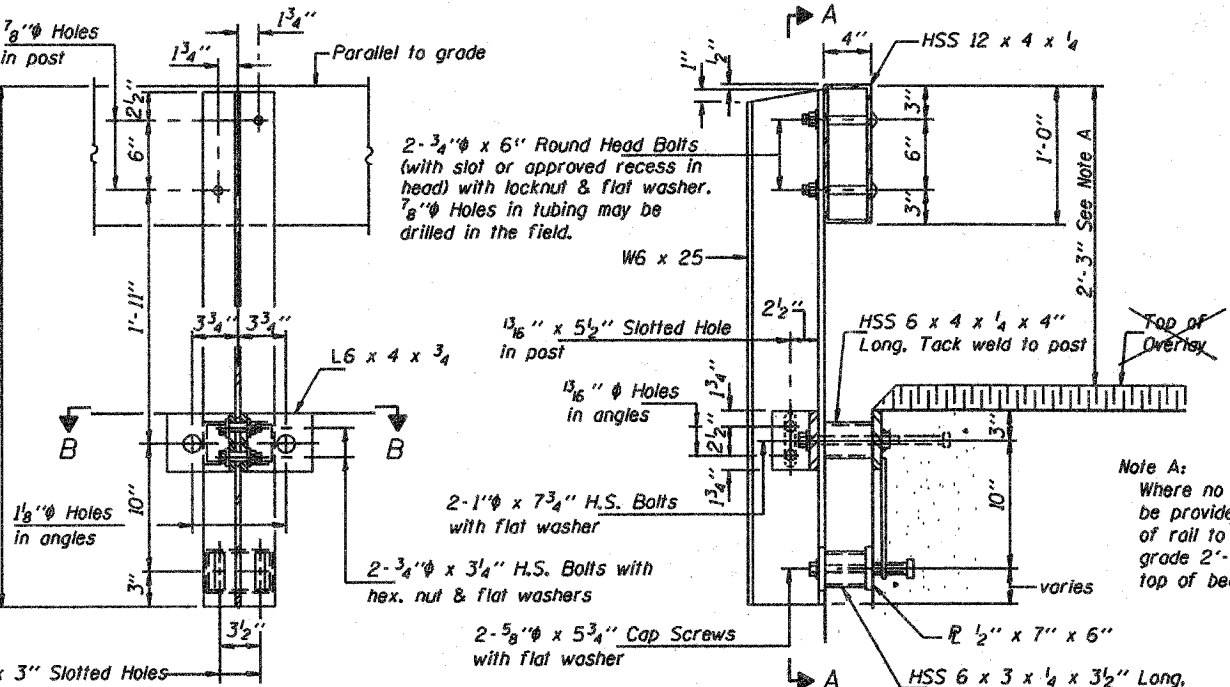 7/8"ϕ Holes
in post
1 3/4"
1 3/4"
Parallel to grade
2 1/2"
6"
1'-11"
10"
3"
3 3/4"
3 3/4"
L6 x 4 x 3/4
B
B
1 1/8"ϕ Holes
in angles
3 1/2"
x 3" Slotted Holes
2-3/4"ϕ x 6" Round Head Bolts
(with slot or approved recess in
head) with locknut & flat washer.
7/8"ϕ Holes in tubing may be
drilled in the field.
W6 x 25
13/16" x 5 1/2" Slotted Hole
in post
13/16" ϕ Holes
in angles
2-1"ϕ x 7 3/4" H.S. Bolts
with flat washer
2-3/4"ϕ x 3 1/4" H.S. Bolts with
hex. nut & flat washers
2-5/8"ϕ x 5 3/4" Cap Screws
with flat washer
A
4"
HSS 12 x 4 x 1/4
1"
1/2"
3"
6"
3"
1'-0"
2'-3" See Note A
2 1/2"
HSS 6 x 4 x 1/4 x 4"
Long. Tack weld to post
Top of
Overlay
1 3/4"
2 1/2"
1 3/4"
3"
10"
varies
Note A:
Where no
be provide
of rail to
grade 2'-
top of be
PL 1/2" x 7" x 6"
HSS 6 x 3 x 1/4 x 3 1/2" Long,
A